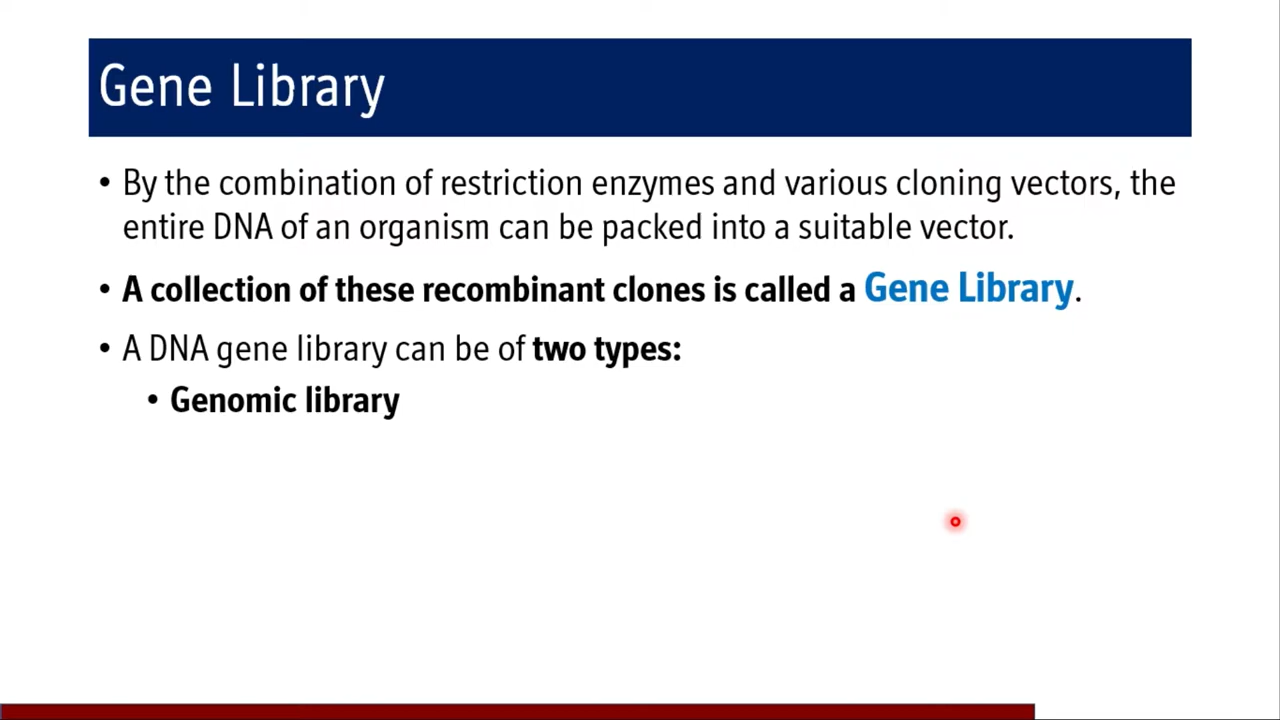 Gene Library
• By the combination of restriction enzymes and various cloning vectors, the
entire DNA of an organism can be packed into a suitable vector.
• A collection of these recombinant clones is called a Gene Library.
• A DNA gene library can be of two types:
• Genomic library